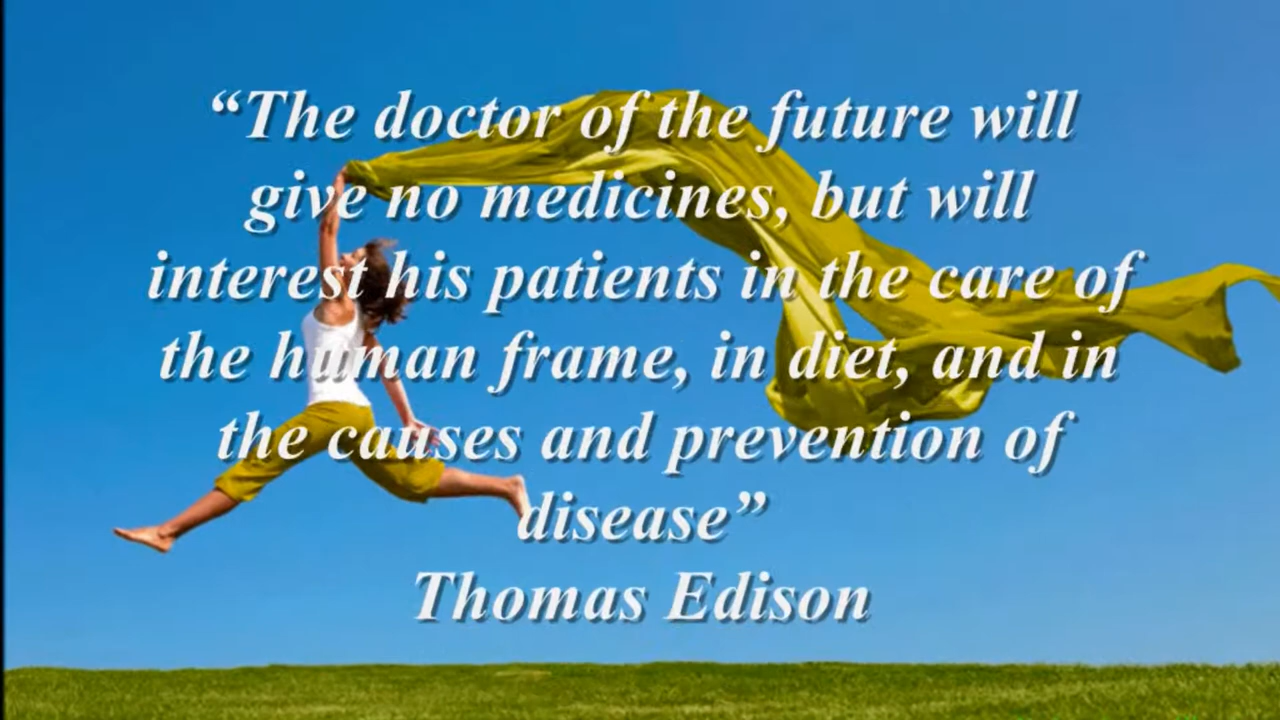 “The doctor of the future will
give no medicines, but will
interest his patients in the care of
the human frame, in diet, and in
the causes and prevention of
disease”
Thomas Edison